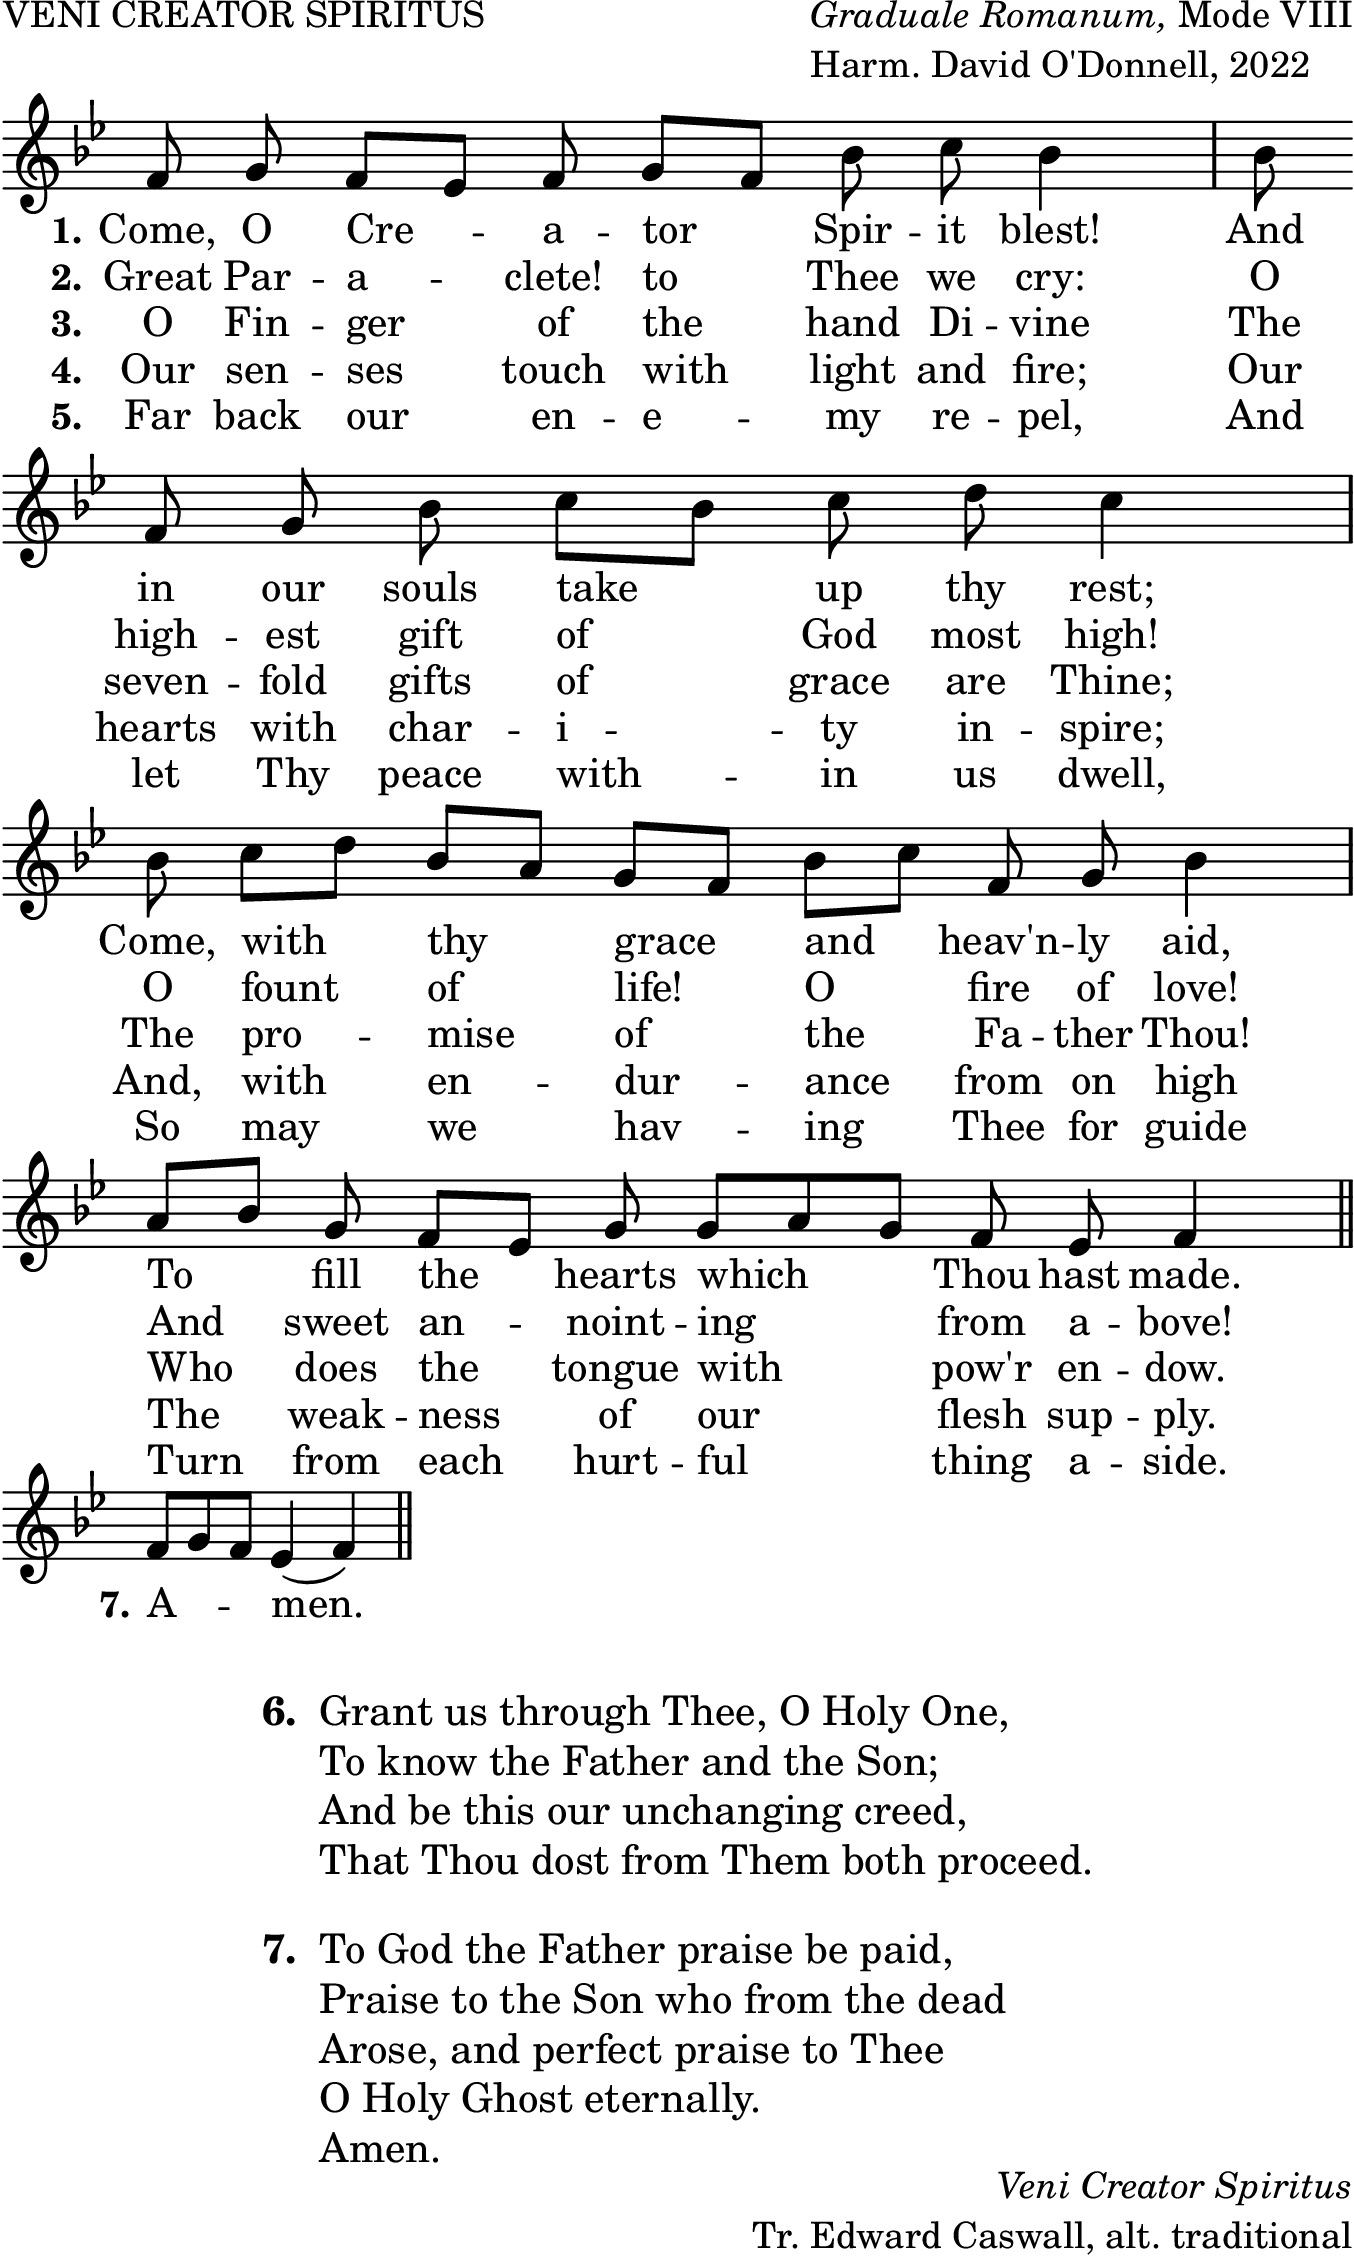 VENI CREATOR SPIRITUS
Graduale Romanum, Mode VIII
Harm. David O'Donnell, 2022
1. Come, O Cre -- a -- tor Spir -- it blest! And
2. Great Par -- a -- clete! to Thee we cry: O
3. O Fin -- ger of the hand Di -- vine The
4. Our sen -- ses touch with light and fire; Our
5. Far back our en -- e -- my re -- pel, And
in our souls take up thy rest;
high -- est gift of God most high!
seven -- fold gifts of grace are Thine;
hearts with char -- i -- ty in -- spire;
let Thy peace with -- in us dwell,
Come, with thy grace and heav'n -- ly aid,
O fount of life! O fire of love!
The pro -- mise of the Fa -- ther Thou!
And, with en -- dur -- ance from on high
So may we hav -- ing Thee for guide
To fill the hearts which Thou hast made.
And sweet an -- noint -- ing from a -- bove!
Who does the tongue with pow'r en -- dow.
The weak -- ness of our flesh sup -- ply.
Turn from each hurt -- ful thing a -- side.
7. A -- men.
6. Grant us through Thee, O Holy One,
To know the Father and the Son;
And be this our unchanging creed,
That Thou dost from Them both proceed.
7. To God the Father praise be paid,
Praise to the Son who from the dead
Arose, and perfect praise to Thee
O Holy Ghost eternally.
Amen.
Veni Creator Spiritus
Tr. Edward Caswall, alt. traditional